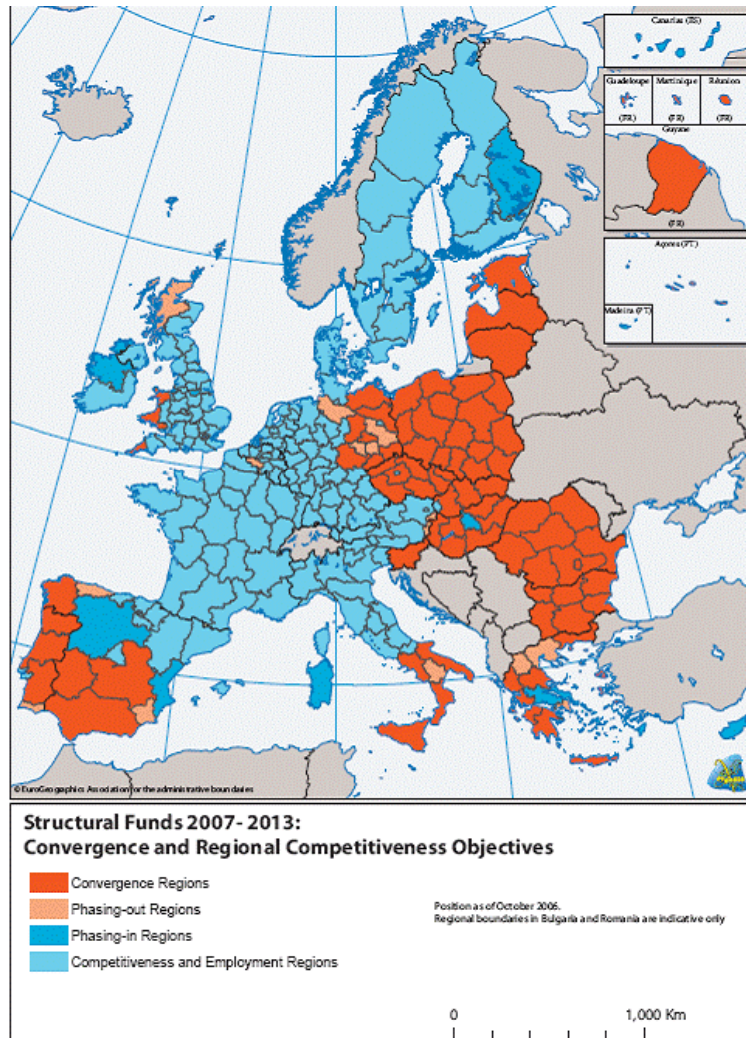 Canarias (ES)
Guadeloupe Martinique Réunion
(FR) (FR) (FR)
Guyane
(FR)
Açores (PT)
Madeira (PT)
© EuroGeographics Association for the administrative boundaries
Structural Funds 2007- 2013:
Convergence and Regional Competitiveness Objectives
Convergence Regions
Phasing-out Regions
Phasing-in Regions
Competitiveness and Employment Regions
Position as of October 2006.
Regional boundaries in Bulgaria and Romania are indicative only
0 1,000 Km